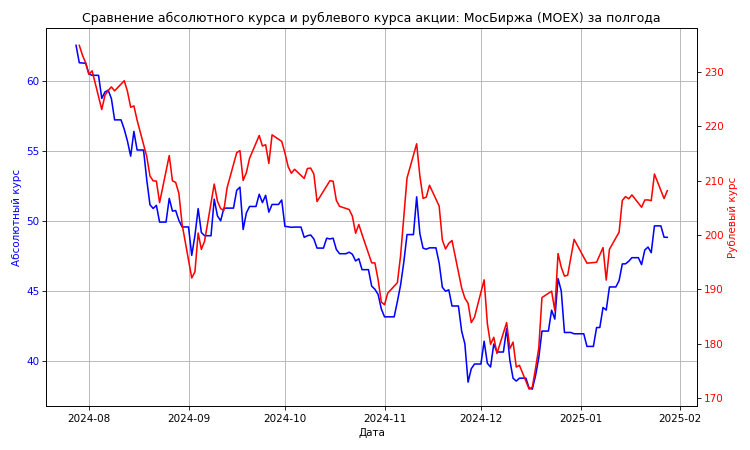 Сравнение абсолютного курса и рублевого курса акции: МосБиржа (MOEX) за полгода
Абсолютный курс
60
55
50
45
40
230
220
210
200
190
180
170
Рублевый курс
2024-08 2024-09 2024-10 2024-11 2024-12 2025-01 2025-02
Дата